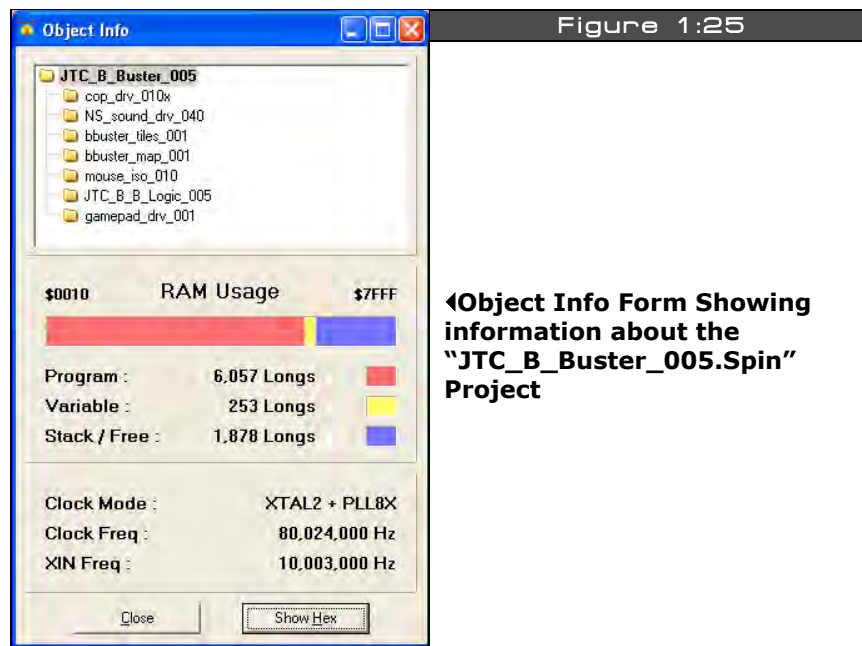 Object Info
Figure 1:25
JTC_B_Buster_005
cop_drv_010x
NS_sound_drv_040
bbuster_tiles_001
bbuster_map_001
mouse_iso_010
JTC_B_B_Logic_005
gamepad_drv_001
$0010 RAM Usage $7FFF
Program : 6,057 Longs
Variable : 253 Longs
Stack / Free : 1,878 Longs
Clock Mode : XTAL2 + PLL8X
Clock Freq : 80,024,000 Hz
XIN Freq : 10,003,000 Hz
Close Show Hex
Object Info Form Showing
information about the
“JTC_B_Buster_005.Spin”
Project